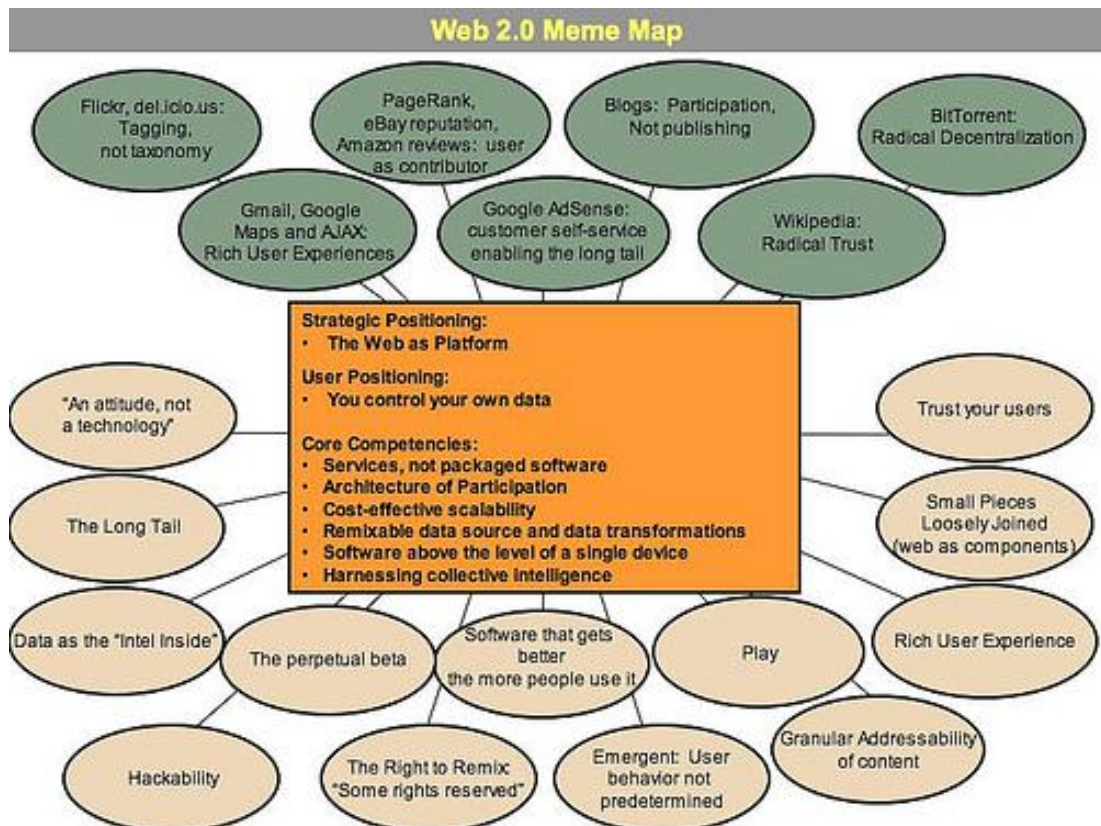 Web 2.0 Meme Map
Flickr, del.icio.us:
Tagging,
not taxonomy
PageRank,
eBay reputation,
Amazon reviews: user
as contributor
Blogs: Participation,
Not publishing
BitTorrent:
Radical Decentralization
Gmail, Google
Maps and AJAX:
Rich User Experiences
Google AdSense:
customer self-service
enabling the long tail
Wikipedia:
Radical Trust
Strategic Positioning:
• The Web as Platform
User Positioning:
• You control your own data
Core Competencies:
• Services, not packaged software
• Architecture of Participation
• Cost-effective scalability
• Remixable data source and data transformations
• Software above the level of a single device
• Harnessing collective intelligence
"An attitude, not
a technology"
Trust your users
The Long Tail
Small Pieces
Loosely Joined
(web as components)
Data as the "Intel Inside"
The perpetual beta
Software that gets
better
the more people use it
Play
Rich User Experience
Hackability
The Right to Remix:
"Some rights reserved"
Emergent: User
behavior not
predetermined
Granular Addressability
of content